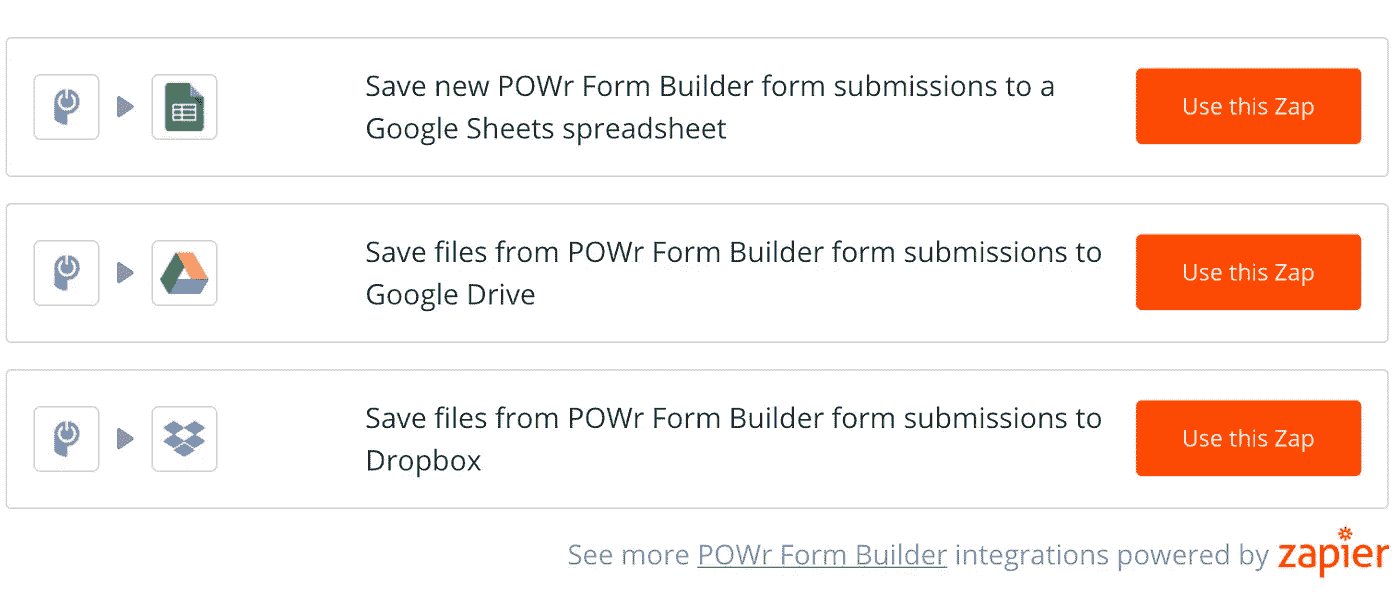 Save new POWr Form Builder form submissions to a
Google Sheets spreadsheet
Use this Zap
Save files from POWr Form Builder form submissions to
Google Drive
Use this Zap
Save files from POWr Form Builder form submissions to
Dropbox
Use this Zap
See more POWr Form Builder integrations powered by zapier